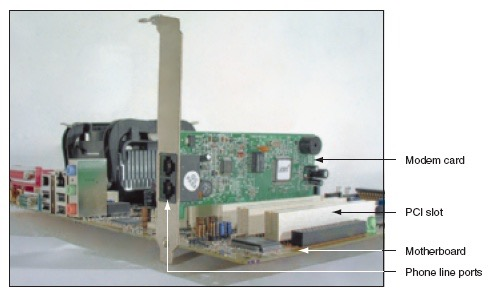 Modem card
PCI slot
Motherboard
Phone line ports